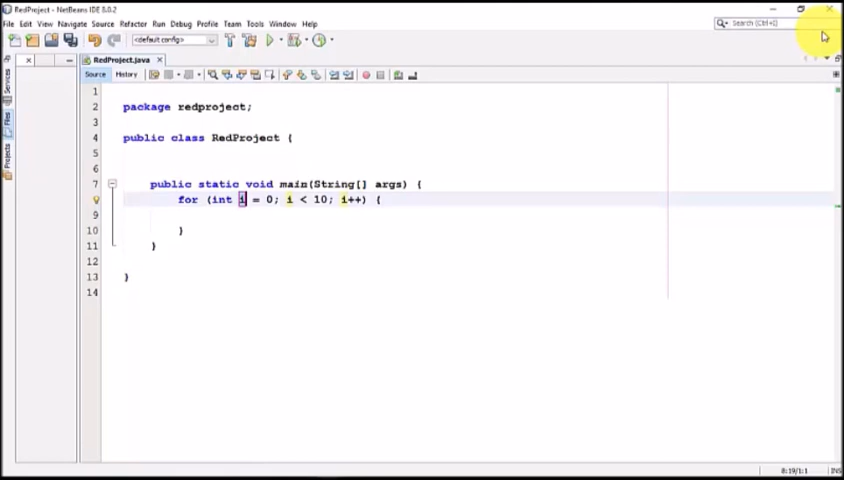 RedProject - NetBeans IDE 8.0.2
File Edit View Navigate Source Refactor Run Debug Profile Team Tools Window Help
Search (Ctrl+I)
<default config>
RedProject.java
Source History
Services
Files
Projects
1
2 package redproject;
3
4 public class RedProject {
5
6
7 public static void main(String[] args) {
for (int i = 0; i < 10; i++) {
9
10 }
11 }
12
13 }
14
8:19/1:1 INS